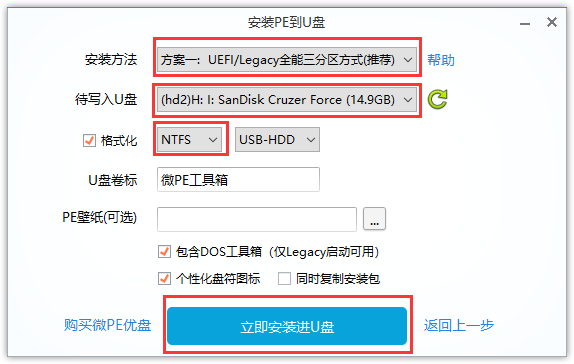 安装PE到U盘
安装方法 方案一：UEFI/Legacy全能三分区方式(推荐) 帮助
待写入U盘 (hd2)H: I: SanDisk Cruzer Force (14.9GB)
格式化 NTFS USB-HDD
U盘卷标 微PE工具箱
PE壁纸(可选) ...
包含DOS工具箱（仅Legacy启动可用）
个性化盘符图标 同时复制安装包
购买微PE优盘 立即安装进U盘 返回上一步